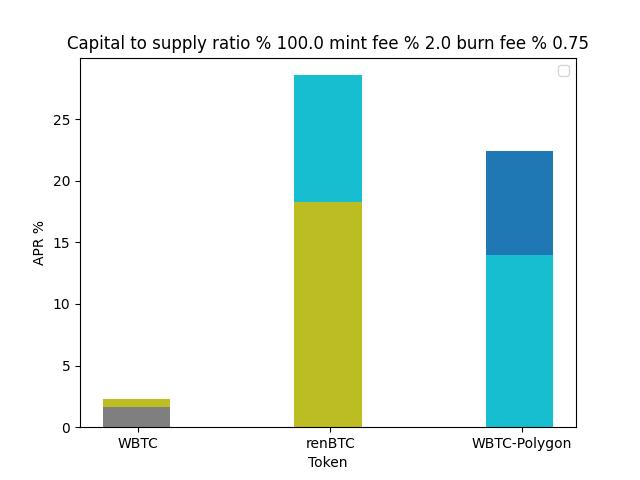 Capital to supply ratio % 100.0 mint fee % 2.0 burn fee % 0.75
25
20
15
10
5
0
APR %
WBTC
renBTC
WBTC-Polygon
Token